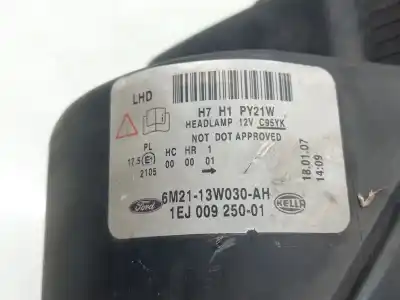 LHD
H7 H1 PY21W
HEADLAMP 12V C95YK
NOT DOT APPROVED
PL HC HR 1
17.5 E1 00 00 01
2105
18.01.07
14:09
Ford 6M21-13W030-AH
1EJ 009 250-01 HELLA